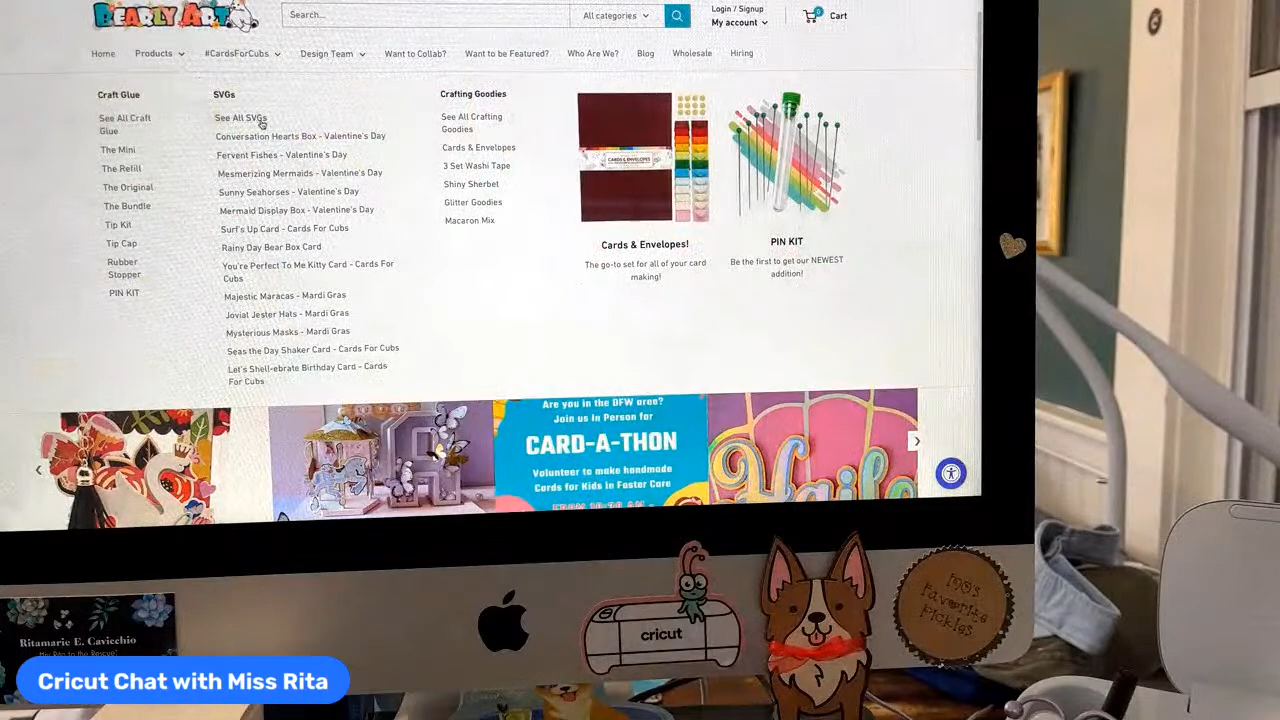 BEARLY ART
Search...
All categories
Login / Signup
My account
0
Cart
Home
Products
#CardsForCubs
Design Team
Want to Collab?
Want to be Featured?
Who Are We?
Blog
Wholesale
Hiring
Craft Glue
See All Craft
Glue
The Mini
The Refill
The Original
The Bundle
Tip Kit
Tip Cap
Rubber
Stopper
PIN KIT
SVGs
See All SVGs
Conversation Hearts Box - Valentine's Day
Fervent Fishes - Valentine's Day
Mesmerizing Mermaids - Valentine's Day
Sunny Seahorses - Valentine's Day
Mermaid Display Box - Valentine's Day
Surf's Up Card - Cards For Cubs
Rainy Day Bear Box Card
You're Perfect To Me Kitty Card - Cards For
Cubs
Majestic Maracas - Mardi Gras
Jovial Jester Hats - Mardi Gras
Mysterious Masks - Mardi Gras
Seas the Day Shaker Card - Cards For Cubs
Let's Shell-ebrate Birthday Card - Cards
For Cubs
Crafting Goodies
See All Crafting
Goodies
Cards & Envelopes
3 Set Washi Tape
Shiny Sherbet
Glitter Goodies
Macaron Mix
CARDS & ENVELOPES
Cards & Envelopes!
The go-to set for all of your card
making!
PIN KIT
Be the first to get our NEWEST
addition!
Are you in the DFW area?
Join us In Person for
CARD-A-THON
Volunteer to make handmade
Cards for Kids in Foster Care
cricut
Favorite
Pickles
Ritamarie E. Cavicchio
Cricut Chat with Miss Rita